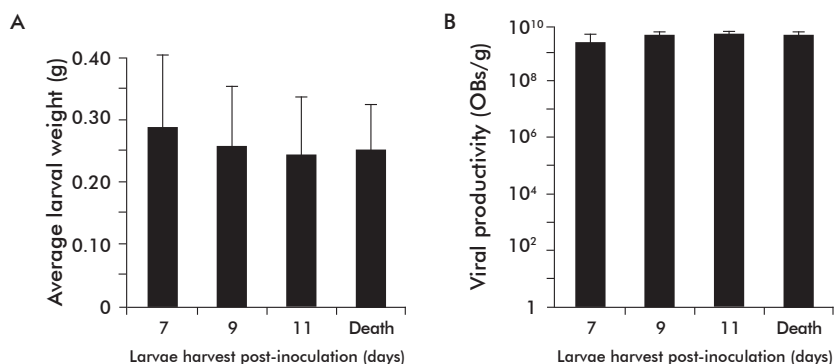 A
Average larval weight (g)
0.40
0.30
0.20
0.10
0
7 9 11 Death
Larvae harvest post-inoculation (days)
B
Viral productivity (OBs/g)
10¹⁰
10⁸
10⁶
10⁴
10²
1
7 9 11 Death
Larvae harvest post-inoculation (days)